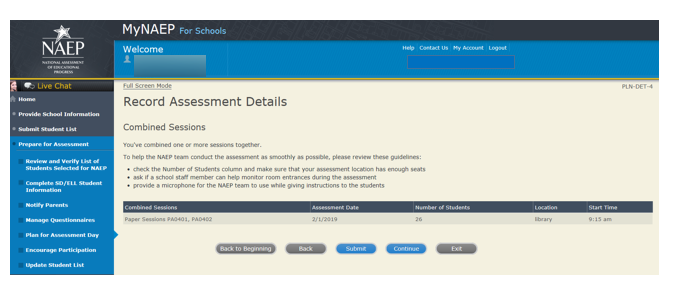 NAEP
NATIONAL ASSESSMENT
OF EDUCATIONAL
PROGRESS
MyNAEP For Schools
Welcome
Help Contact Us My Account Logout
Live Chat
Home
Provide School Information
Submit Student List
Prepare for Assessment
Review and Verify List of
Students Selected for NAEP
Complete SD/ELL Student
Information
Notify Parents
Manage Questionnaires
Plan for Assessment Day
Encourage Participation
Update Student List
Full Screen Mode
PLN-DET-4
Record Assessment Details
Combined Sessions
You've combined one or more sessions together.
To help the NAEP team conduct the assessment as smoothly as possible, please review these guidelines:
• check the Number of Students column and make sure that your assessment location has enough seats
• ask if a school staff member can help monitor room entrances during the assessment
• provide a microphone for the NAEP team to use while giving instructions to the students
Combined Sessions Assessment Date Number of Students Location Start Time
Paper Sessions PA0401, PA0402 2/1/2019 26 library 9:15 am
Back to Beginning Back Submit Continue Exit